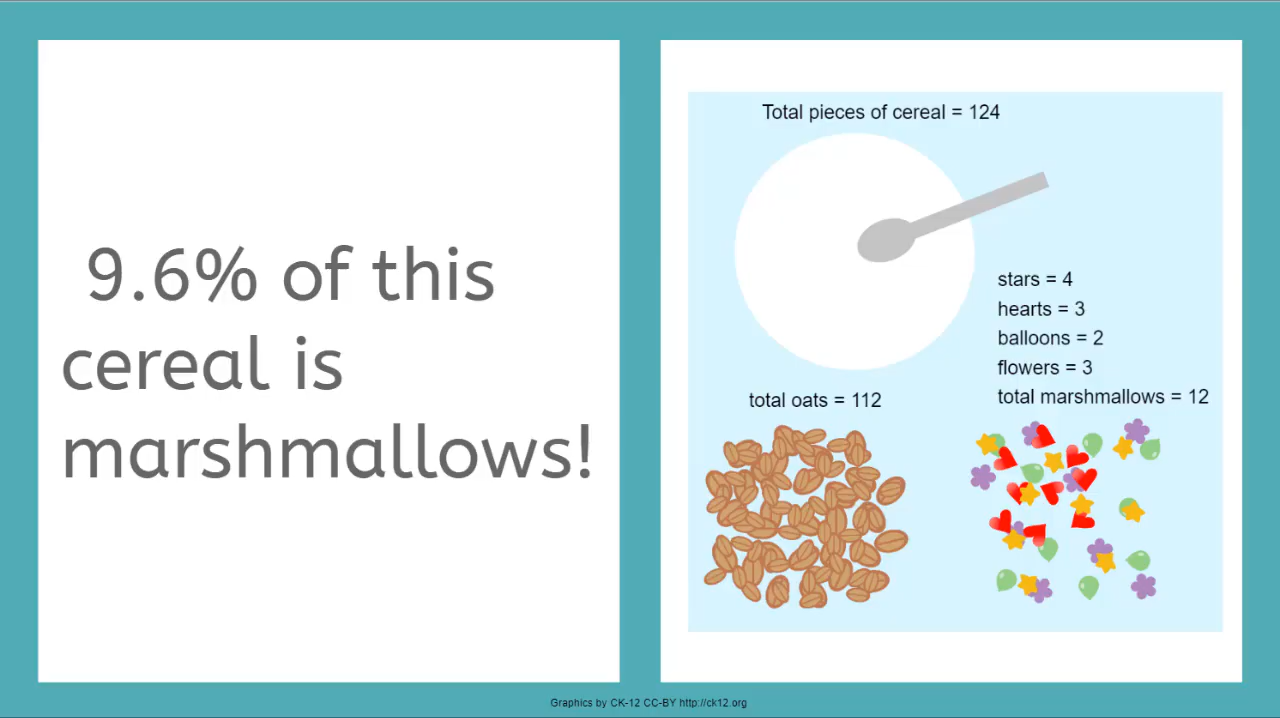 9.6% of this
cereal is
marshmallows!
Total pieces of cereal = 124
stars = 4
hearts = 3
balloons = 2
flowers = 3
total marshmallows = 12
total oats = 112
Graphics by CK-12 CC-BY http://ck12.org